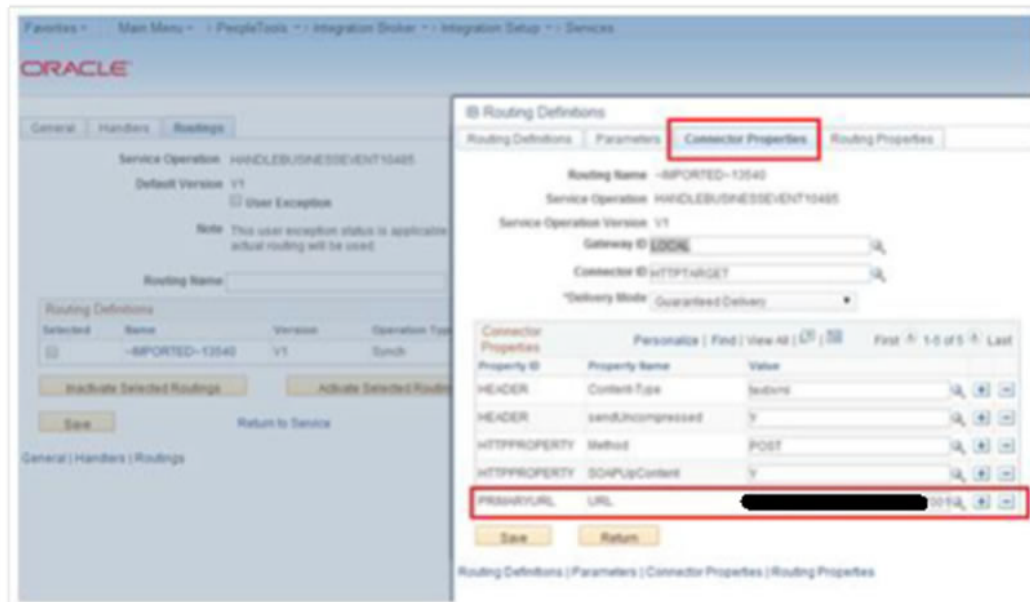 Favorites Main Menu > PeopleTools > Integration Broker > Integration Setup > Services
ORACLE
General Handlers Routings
Service Operation HANDLEBUSINESSEVENT10485
Default Version V1
User Exception
Note This user exception status is applicable
actual routing will be used
Routing Name
Routing Definitions
Selected Name Version Operation Type
~IMPORTED~13540 V1 Synch
Inactivate Selected Routings Activate Selected Routin
Save Return to Service
General | Handlers | Routings
Routing Definitions
Routing Definitions Parameters Connector Properties Routing Properties
Routing Name ~IMPORTED~13540
Service Operation HANDLEBUSINESSEVENT10485
Service Operation Version V1
Gateway ID LOCAL
Connector ID HTTPTARGET
*Delivery Mode Guaranteed Delivery
Connector
Properties
Personalize | Find | View All | First 1-5 of 5 Last
Property ID Property Name Value
HEADER Content-Type text/xml
HEADER sendUncompressed Y
HTTPPROPERTY Method POST
HTTPPROPERTY SOAPUpContent Y
PRIMARYURL URL
Save Return
Routing Definitions | Parameters | Connector Properties | Routing Properties